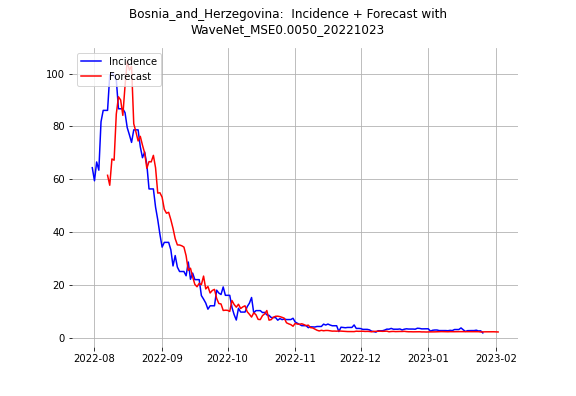 Bosnia_and_Herzegovina:  Incidence + Forecast with
WaveNet_MSE0.0050_20221023
Incidence
Forecast
100
80
60
40
20
0
2022-08 2022-09 2022-10 2022-11 2022-12 2023-01 2023-02